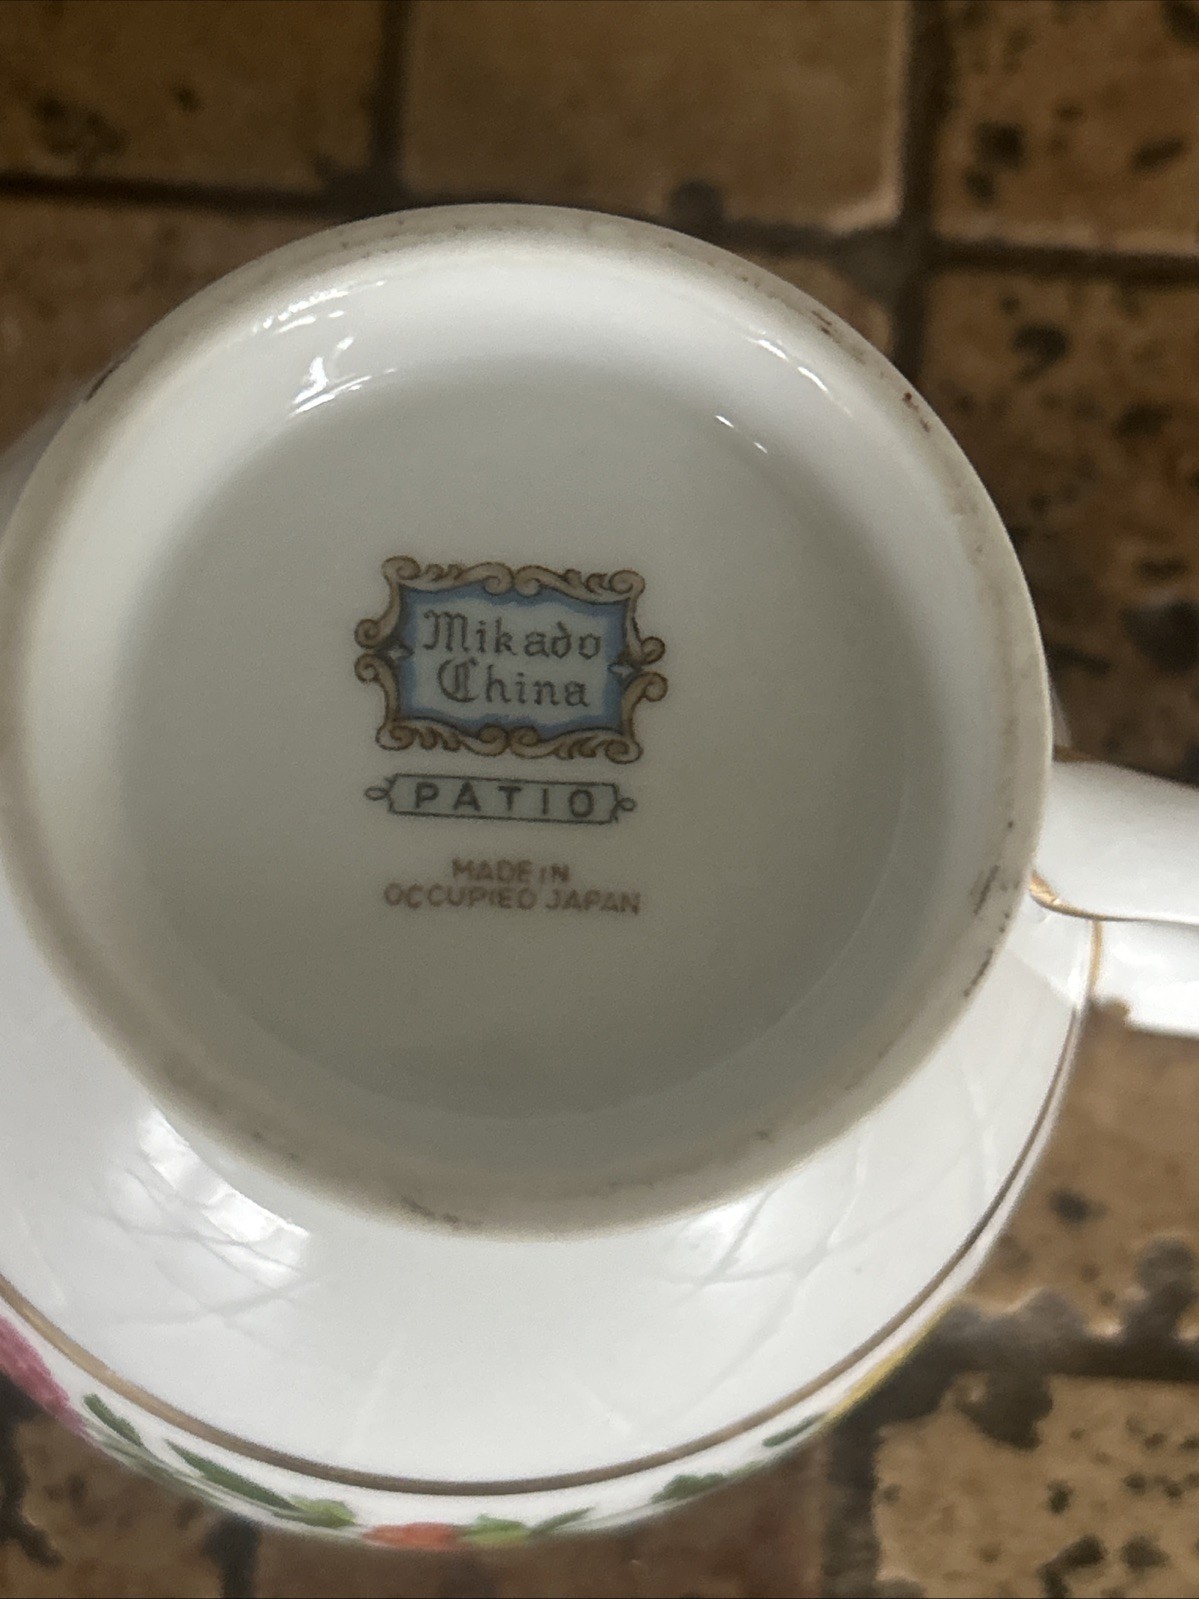 Mikado
China
PATIO
MADE IN
OCCUPIED JAPAN